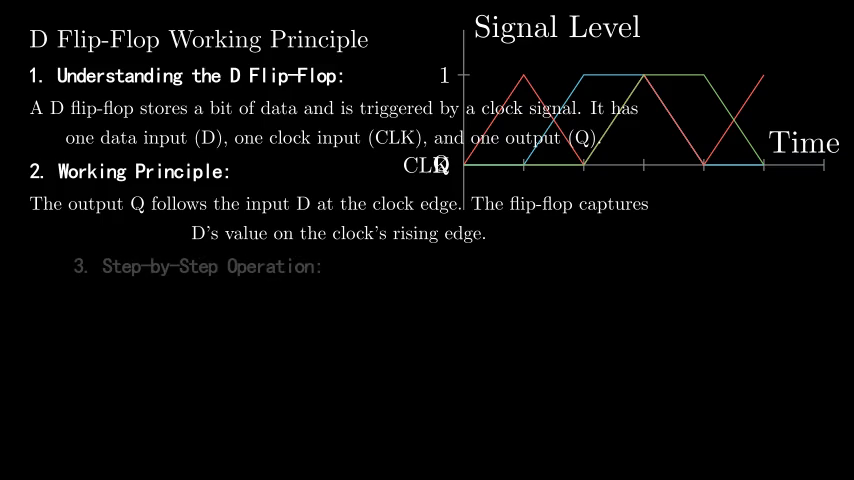 D Flip-Flop Working Principle
Signal Level
1. Understanding the D Flip-Flop:
1
A D flip-flop stores a bit of data and is triggered by a clock signal. It has
one data input (D), one clock input (CLK), and one output (Q).
Time
CLK
2. Working Principle:
The output Q follows the input D at the clock edge. The flip-flop captures
D's value on the clock's rising edge.
3. Step-by-Step Operation: